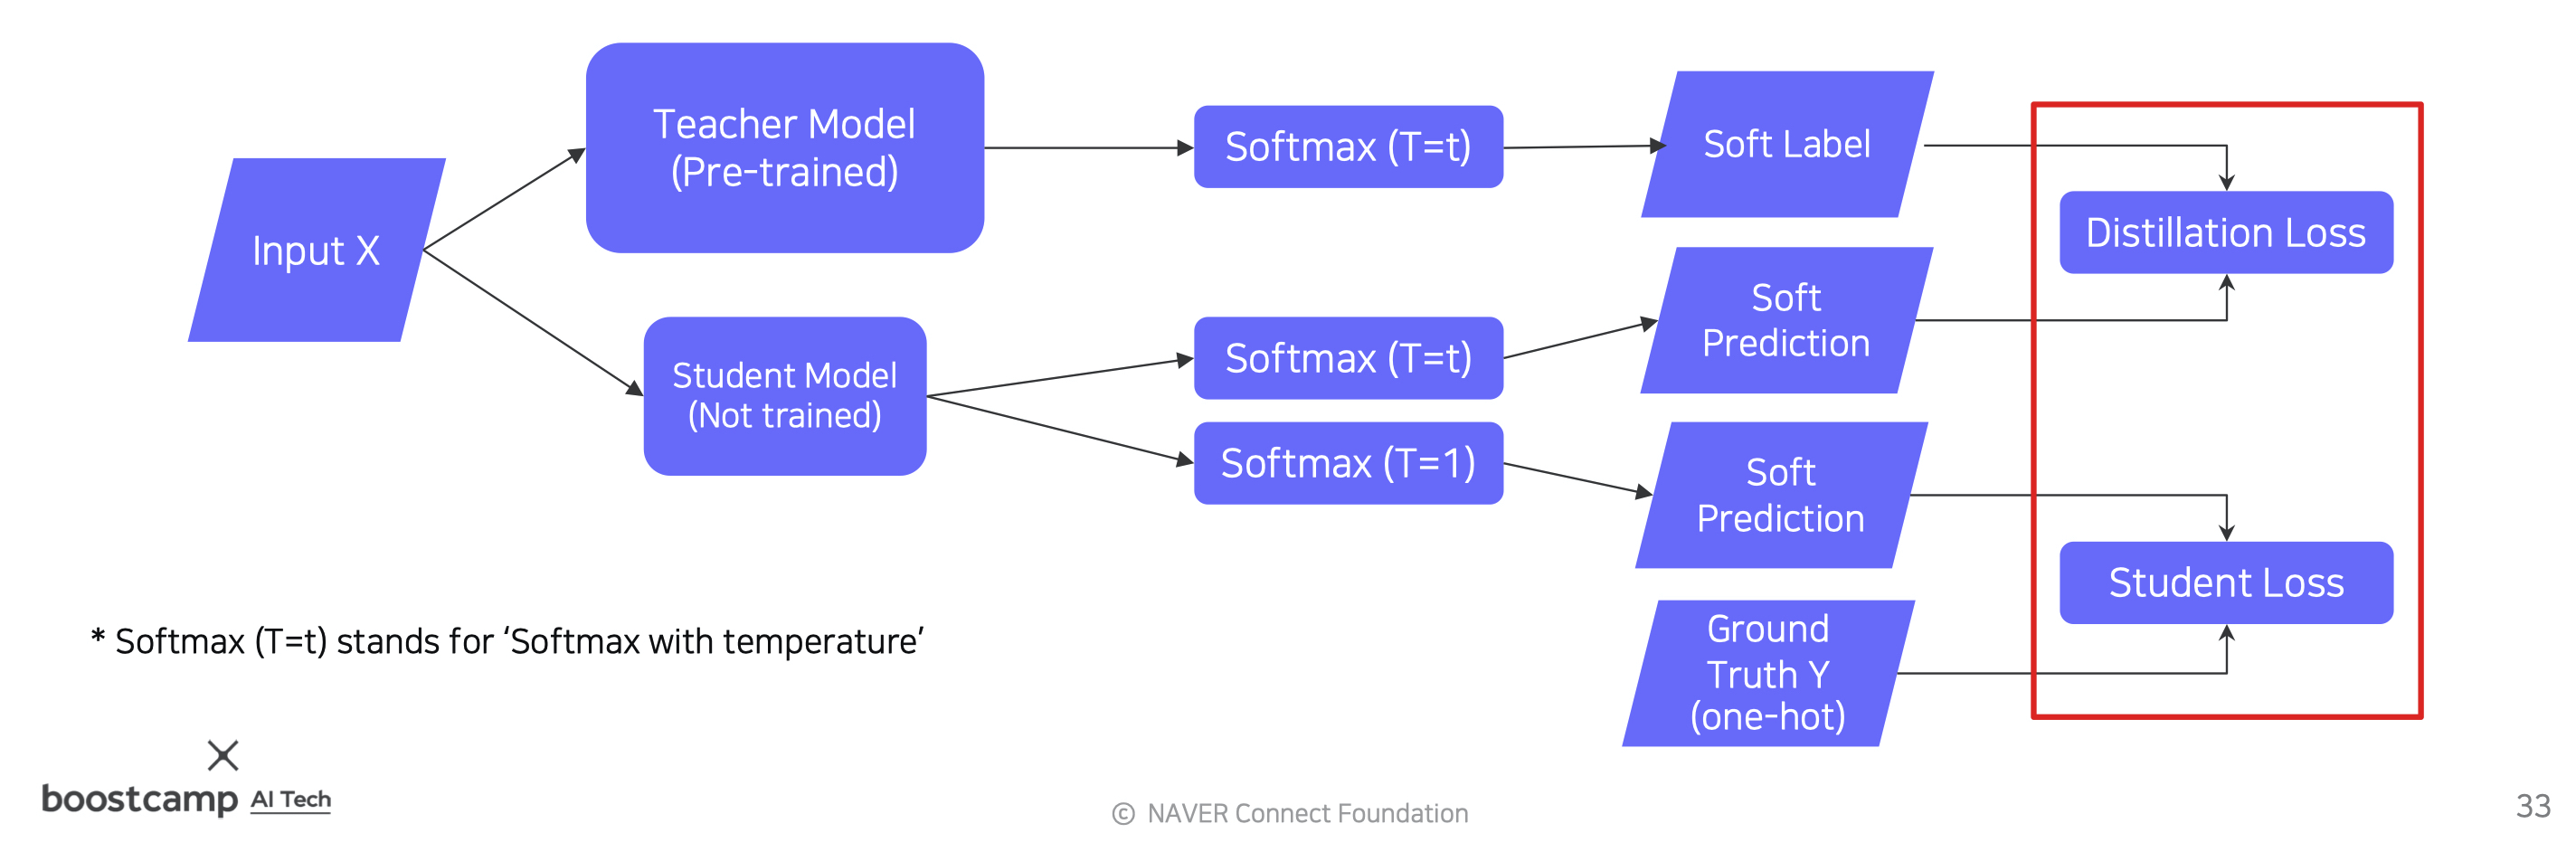 Teacher Model
(Pre-trained)
Softmax (T=t)
Soft Label
Input X
Distillation Loss
Student Model
(Not trained)
Softmax (T=t)
Soft
Prediction
Softmax (T=1)
Soft
Prediction
Student Loss
Ground
Truth Y
(one-hot)
* Softmax (T=t) stands for ‘Softmax with temperature’
boostcamp AI Tech
© NAVER Connect Foundation
33